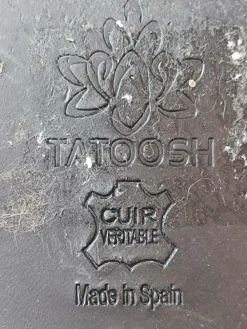 TATOOSH
CUIR
VERITABLE
Made in Spain